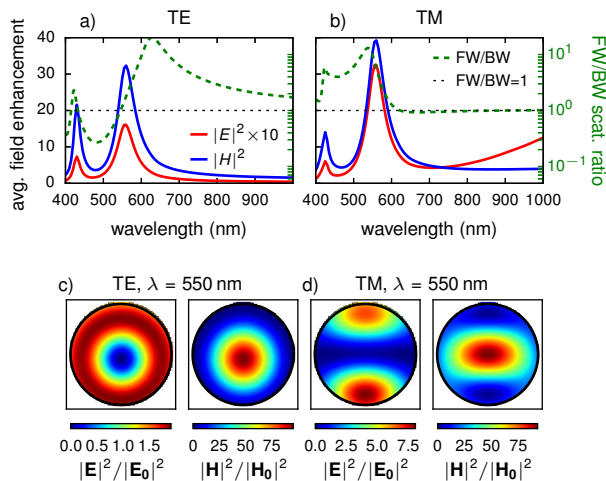 a) TE
b) TM
avg. field enhancement
40
30
20
10
0
|E|² × 10
|H|²
FW/BW
FW/BW=1
10¹
10⁰
10⁻¹
FW/BW scat. ratio
400 500 600 700 800 900
400 500 600 700 800 900 1000
wavelength (nm)
wavelength (nm)
c) TE, λ = 550 nm
d) TM, λ = 550 nm
0.0 0.5 1.0 1.5
0 25 50 75
0.0 2.5 5.0 7.5
0 25 50 75
|E|²/|E₀|²
|H|²/|H₀|²
|E|²/|E₀|²
|H|²/|H₀|²